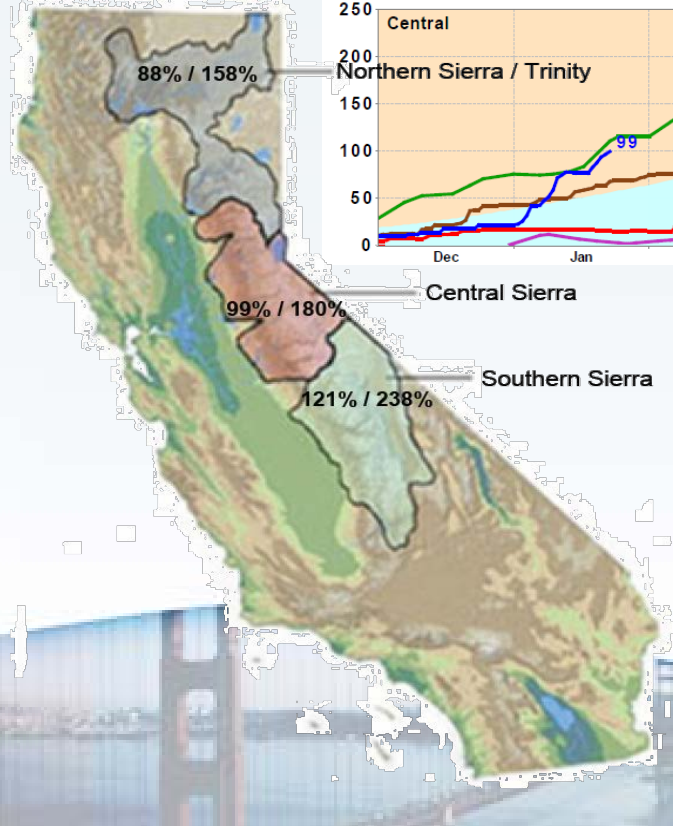 250
Central
200
88% / 158%
Northern Sierra / Trinity
150
100
99
50
0
Dec
Jan
Central Sierra
99% / 180%
Southern Sierra
121% / 238%